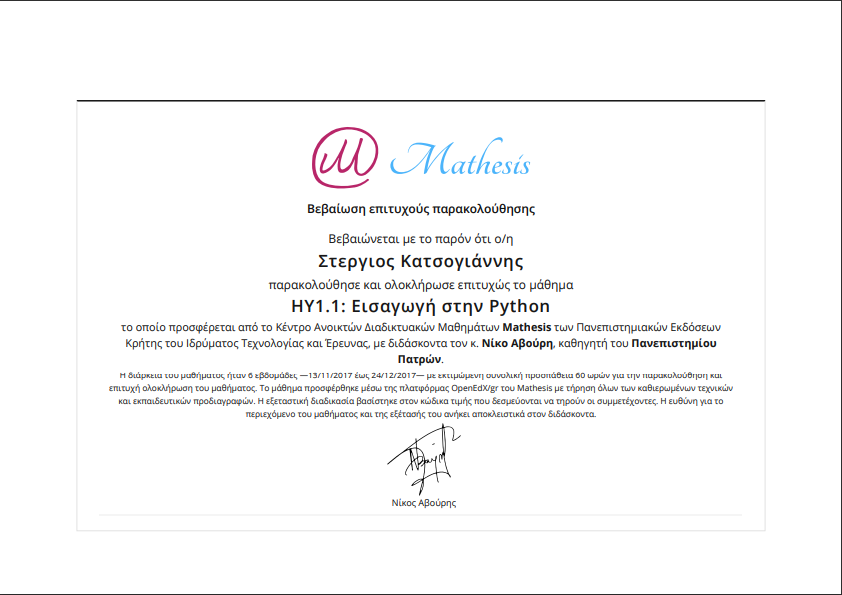 Mathesis
Βεβαίωση επιτυχούς παρακολούθησης
Βεβαιώνεται με το παρόν ότι ο/η
Στεργιος Κατσογιάννης
παρακολούθησε και ολοκλήρωσε επιτυχώς το μάθημα
ΗΥ1.1: Εισαγωγή στην Python
το οποίο προσφέρεται από το Κέντρο Ανοικτών Διαδικτυακών Μαθημάτων Mathesis των Πανεπιστημιακών Εκδόσεων
Κρήτης του Ιδρύματος Τεχνολογίας και Έρευνας, με διδάσκοντα τον κ. Νίκο Αβούρη, καθηγητή του Πανεπιστημίου
Πατρών.
Η διάρκεια του μαθήματος ήταν 6 εβδομάδες —13/11/2017 έως 24/12/2017— με εκτιμώμενη συνολική προσπάθεια 60 ωρών για την παρακολούθηση και
επιτυχή ολοκλήρωση του μαθήματος. Το μάθημα προσφέρθηκε μέσω της πλατφόρμας OpenEdX/gr του Mathesis με τήρηση όλων των καθιερωμένων τεχνικών
και εκπαιδευτικών προδιαγραφών. Η εξεταστική διαδικασία βασίστηκε στον κώδικα τιμής που δεσμεύονται να τηρούν οι συμμετέχοντες. Η ευθύνη για το
περιεχόμενο του μαθήματος και της εξέτασής του ανήκει αποκλειστικά στον διδάσκοντα.
Νίκος Αβούρης